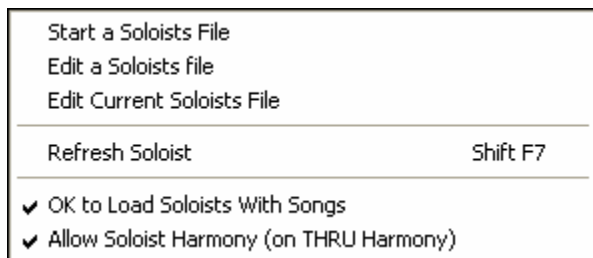 Start a Soloists File
Edit a Soloists file
Edit Current Soloists File
Refresh Soloist Shift F7
OK to Load Soloists With Songs
Allow Soloist Harmony (on THRU Harmony)